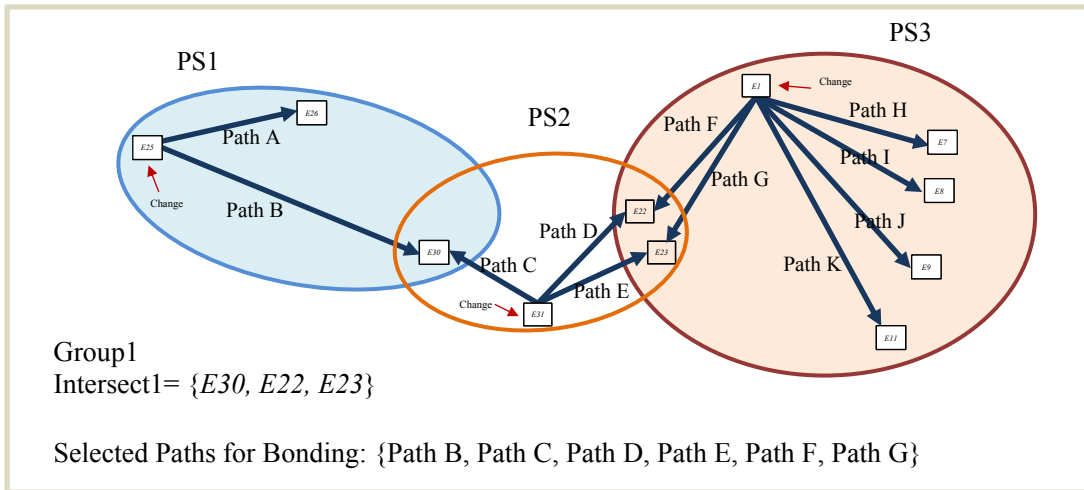 PS1
PS2
PS3
E1
Change
E26
Path A
Path F
Path H
E7
E25
Path I
Path G
E8
Change
Path B
E22
Path J
Path D
E30
E23
Path C
Path K
E9
Path E
Change
E31
E11
Group1
Intersect1= {E30, E22, E23}
Selected Paths for Bonding: {Path B, Path C, Path D, Path E, Path F, Path G}